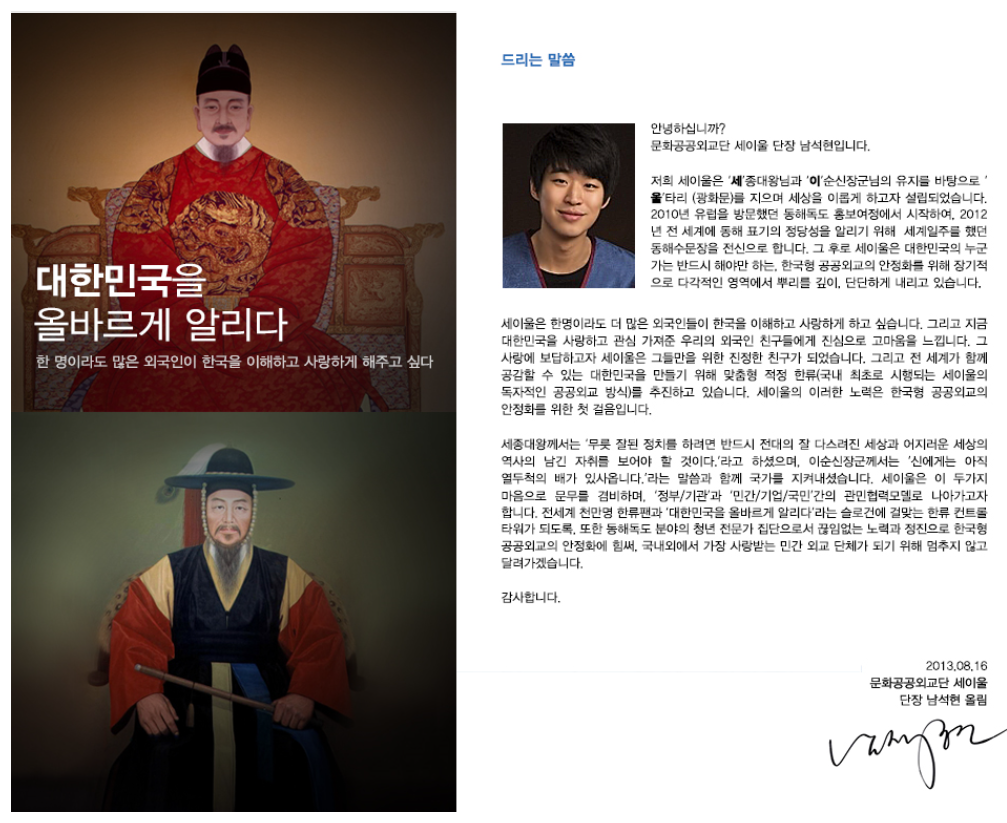 대한민국을
올바르게 알리다
한 명이라도 많은 외국인이 한국을 이해하고 사랑하게 해주고 싶다
드리는 말씀
안녕하십니까?
문화공공외교단 세이울 단장 남석현입니다.
저희 세이울은 '세'종대왕님과 '이'순신장군님의 유지를 바탕으로 '
울'타리 (광화문)를 지으며 세상을 이롭게 하고자 설립되었습니다.
2010년 유럽을 방문했던 동해독도 홍보여정에서 시작하여, 2012
년 전 세계에 동해 표기의 정당성을 알리기 위해 세계일주를 했던
동해수문장을 전신으로 합니다. 그 후로 세이울은 대한민국의 누군
가는 반드시 해야만 하는, 한국형 공공외교의 안정화를 위해 장기적
으로 다각적인 영역에서 뿌리를 깊이, 단단하게 내리고 있습니다.
세이울은 한명이라도 더 많은 외국인들이 한국을 이해하고 사랑하게 하고 싶습니다. 그리고 지금
대한민국을 사랑하고 관심 가져준 우리의 외국인 친구들에게 진심으로 고마움을 느낍니다. 그
사랑에 보답하고자 세이울은 그들만을 위한 진정한 친구가 되었습니다. 그리고 전 세계가 함께
공감할 수 있는 대한민국을 만들기 위해 맞춤형 적정 한류(국내 최초로 시행되는 세이울의
독자적인 공공외교 방식)를 추진하고 있습니다. 세이울의 이러한 노력은 한국형 공공외교의
안정화를 위한 첫 걸음입니다.
세종대왕께서는 '무릇 잘된 정치를 하려면 반드시 전대의 잘 다스려진 세상과 어지러운 세상의
역사의 남긴 자취를 보아야 할 것이다.'라고 하셨으며, 이순신장군께서는 '신에게는 아직
열두척의 배가 있사옵니다.'라는 말씀과 함께 국가를 지켜내셨습니다. 세이울은 이 두가지
마음으로 문무를 겸비하며, '정부/기관'과 '민간/기업/국민'간의 관민협력모델로 나아가고자
합니다. 전세계 천만명 한류팬과 '대한민국을 올바르게 알리다'라는 슬로건에 걸맞는 한류 컨트롤
타워가 되도록, 또한 동해독도 분야의 청년 전문가 집단으로서 끊임없는 노력과 정진으로 한국형
공공외교의 안정화에 힘써, 국내외에서 가장 사랑받는 민간 외교 단체가 되기 위해 멈추지 않고
달려가겠습니다.
감사합니다.
2013.08.16
문화공공외교단 세이울
단장 남석현 올림